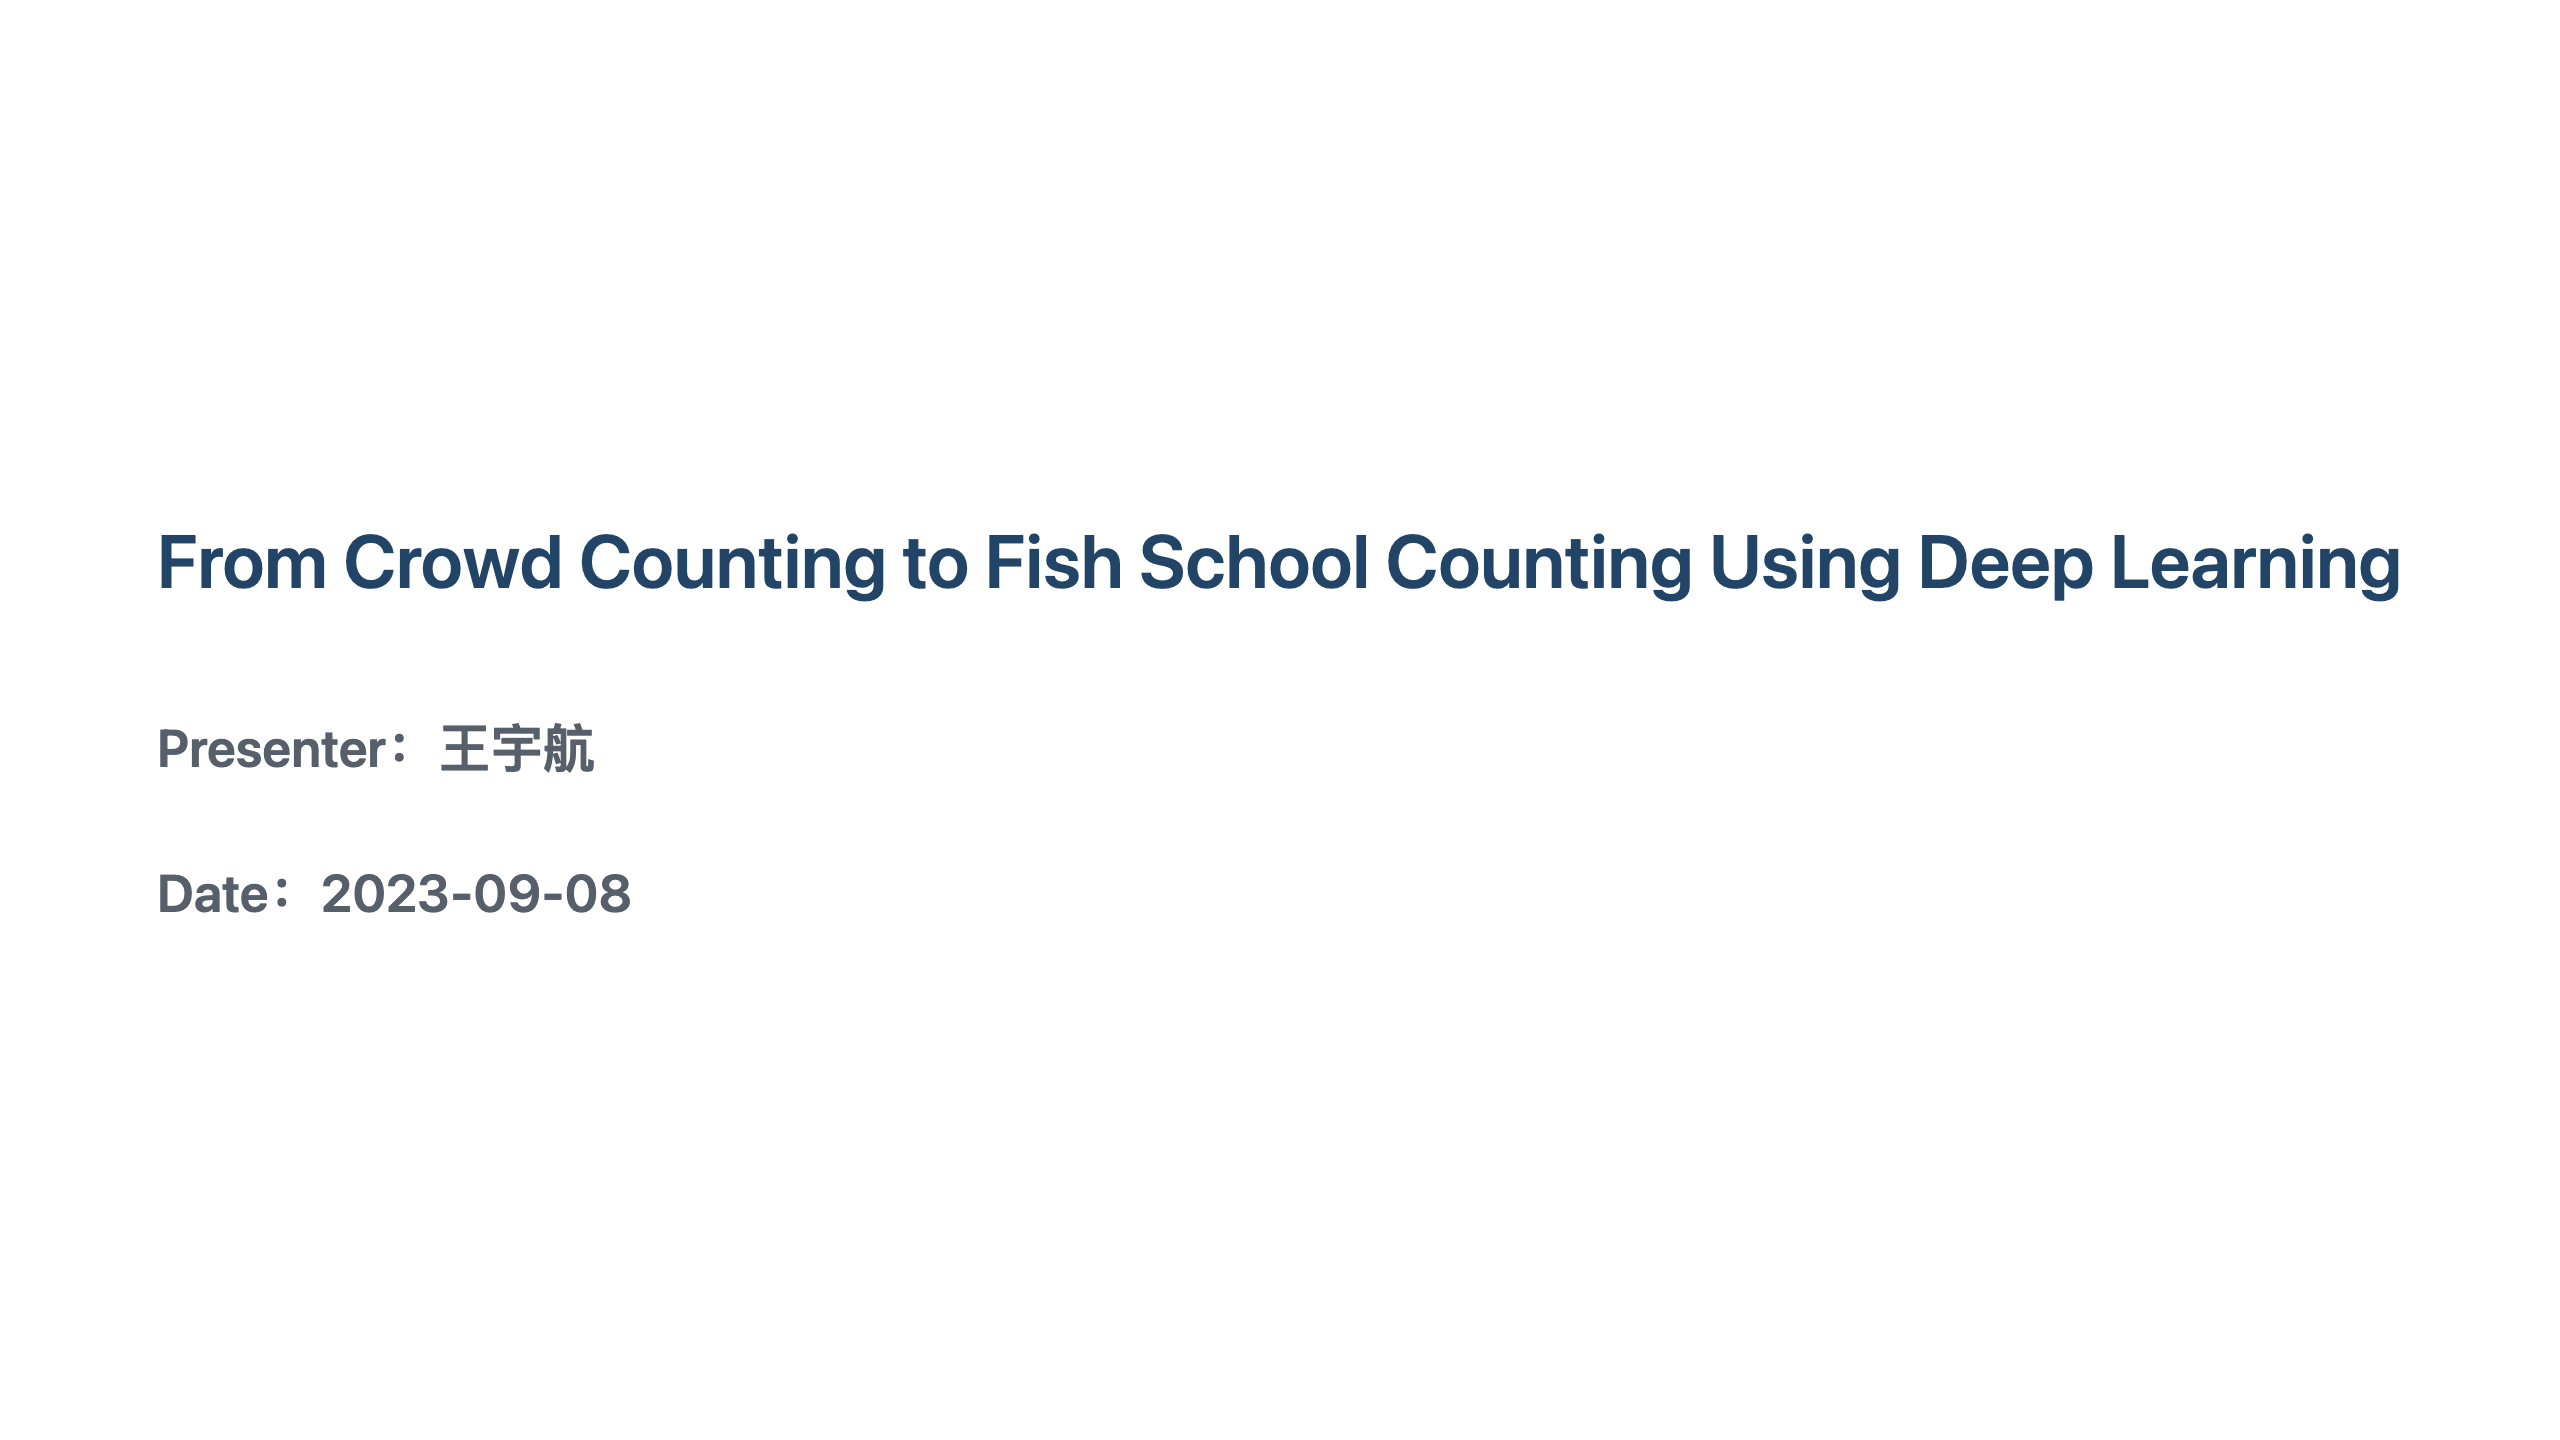 From Crowd Counting to Fish School Counting Using Deep Learning
Presenter：王宇航
Date：2023-09-08